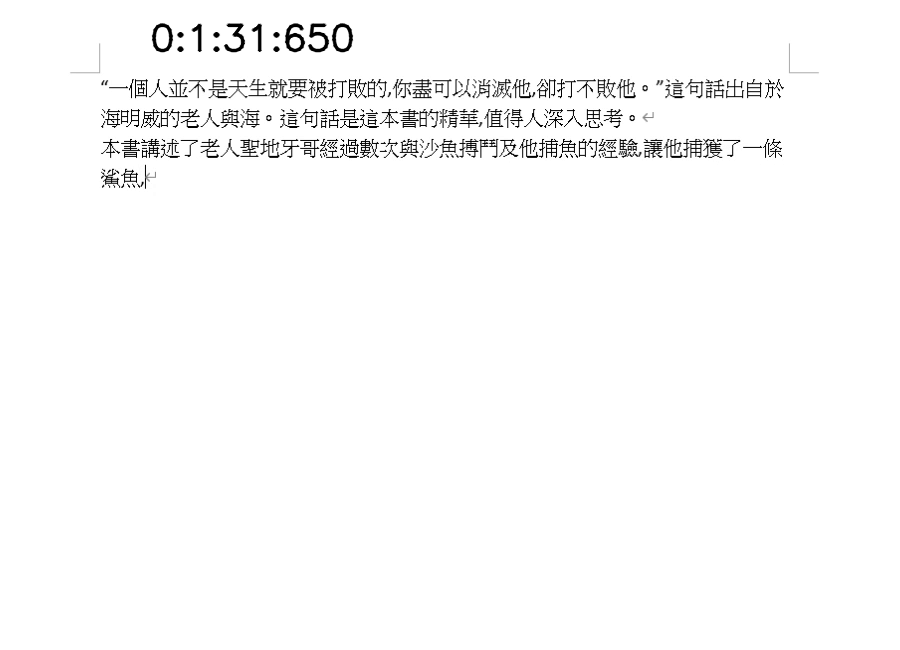 0:1:31:650
“一個人並不是天生就要被打敗的,你盡可以消滅他,卻打不敗他。”這句話出自於
海明威的老人與海。這句話是這本書的精華,值得人深入思考。
本書講述了老人聖地牙哥經過數次與沙魚搏鬥及他捕魚的經驗,讓他捕獲了一條
鯊魚,